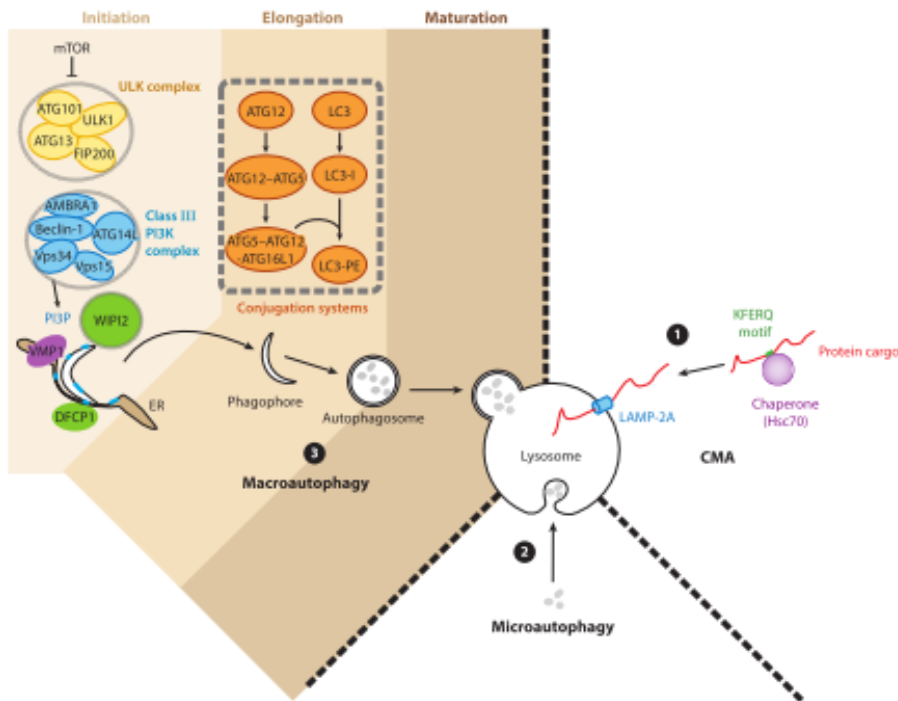 Initiation
Elongation
Maturation
mTOR
ULK complex
ATG101
ULK1
ATG13
FIP200
AMBRA1
Beclin-1
ATG14L
Vps34
Vps15
Class III
PI3K
complex
PI3P
WIPI2
VMP1
DFCP1
ER
ATG12
LC3
ATG12–ATG5
LC3-I
ATG5–ATG12
-ATG16L1
LC3-PE
Conjugation systems
Phagophore
Autophagosome
3
Macroautophagy
Lysosome
LAMP-2A
1
KFERQ
motif
Protein cargo
Chaperone
(Hsc70)
CMA
2
Microautophagy